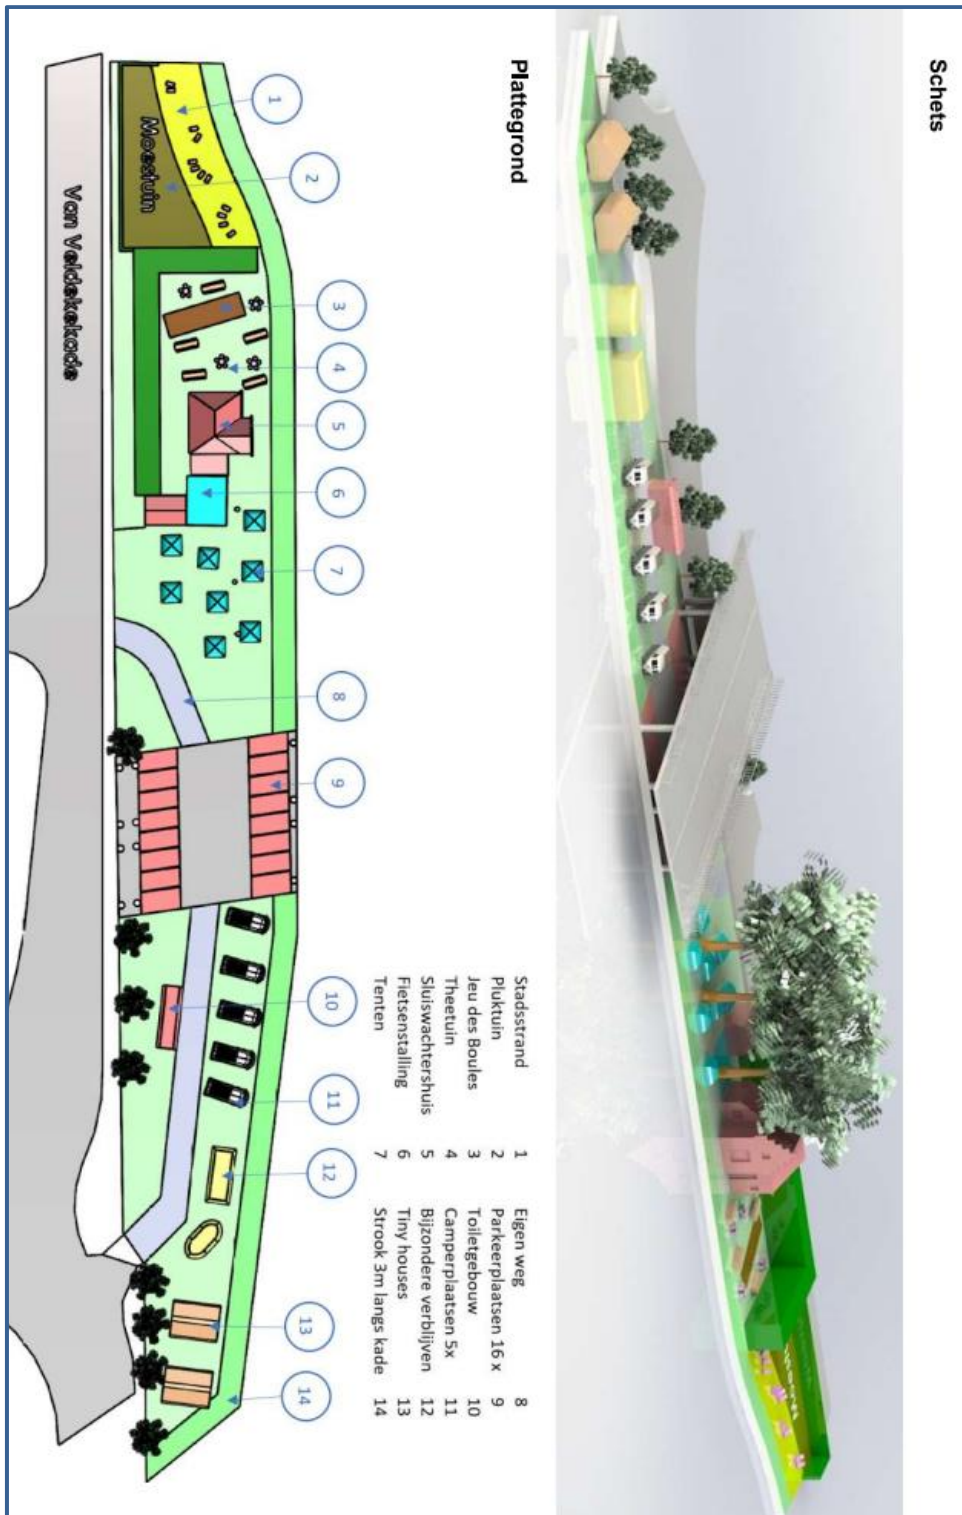 Schets
Plattegrond
Stadsstrand 1
Pluktuin 2
Jeu des Boules 3
Theetuin 4
Sluiswachtershuis 5
Fietsenstalling 6
Tenten 7
Eigen weg 8
Parkeerplaatsen 16 x 9
Toiletgebouw 10
Camperplaatsen 5x 11
Bijzondere verblijven 12
Tiny houses 13
Strook 3m langs kade 14
1
2
3
4
5
6
7
8
9
10
11
12
13
14
Moestuin
Van Veldekekade